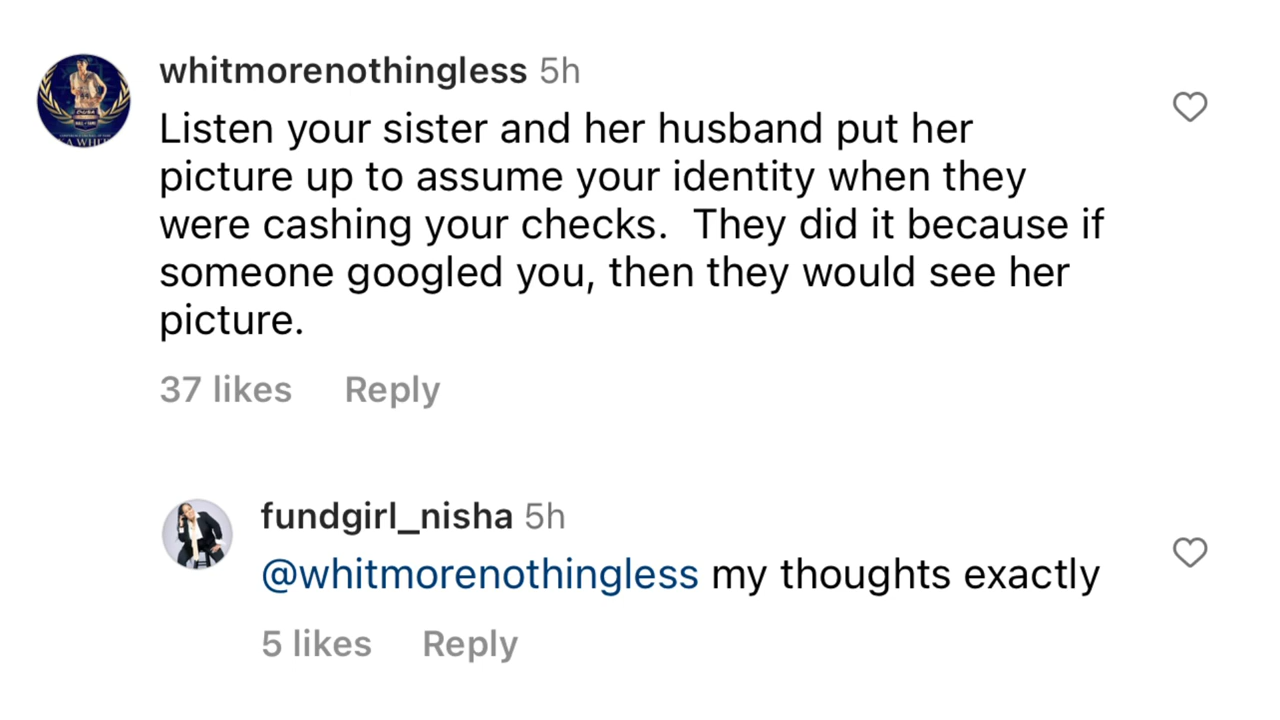 whitmorenothingless 5h
Listen your sister and her husband put her
picture up to assume your identity when they
were cashing your checks.  They did it because if
someone googled you, then they would see her
picture.
37 likes Reply
fundgirl_nisha 5h
@whitmorenothingless my thoughts exactly
5 likes Reply